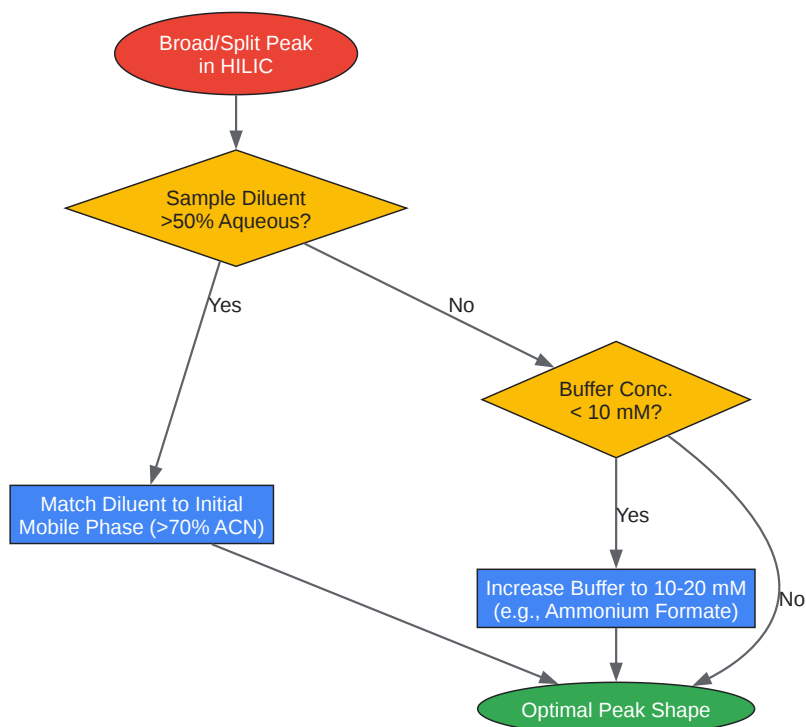 Broad/Split Peak
in HILIC
Sample Diluent
>50% Aqueous?
Yes
No
Buffer Conc.
< 10 mM?
Match Diluent to Initial
Mobile Phase (>70% ACN)
Yes
Increase Buffer to 10-20 mM
(e.g., Ammonium Formate)
No
Optimal Peak Shape